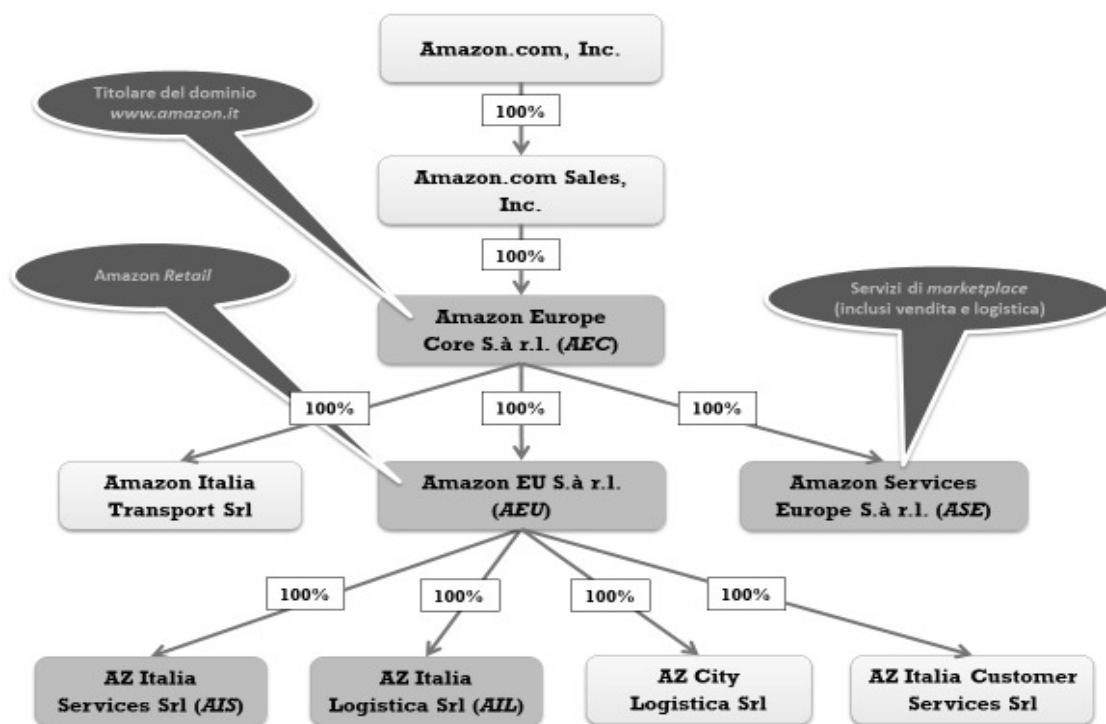 Amazon.com, Inc.
Titolare del dominio
www.amazon.it
100%
Amazon.com Sales,
Inc.
100%
Amazon Retail
Servizi di marketplace
(inclusi vendita e logistica)
Amazon Europe
Core S.à r.l. (AEC)
100%
100%
100%
Amazon Italia
Transport Srl
Amazon EU S.à r.l.
(AEU)
Amazon Services
Europe S.à r.l. (ASE)
100%
100%
100%
100%
AZ Italia
Services Srl (AIS)
AZ Italia
Logistica Srl (AIL)
AZ City
Logistica Srl
AZ Italia Customer
Services Srl